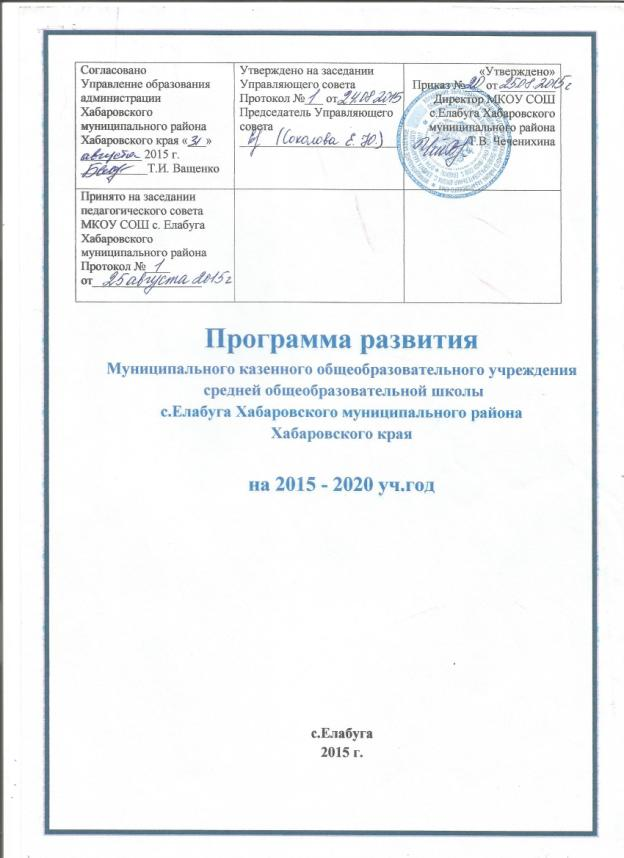 Согласовано
Управление образования
администрации
Хабаровского
муниципального района
Хабаровского края «31»
августа 2015 г.
Т.И. Ващенко
Утверждено на заседании
Управляющего совета
Протокол № 1 от 24.08.2015
Председатель Управляющего
совета
(Соколова Е.Ю.)
«Утверждено»
Приказ № 20 от 25.08.2015 г
Директор МКОУ СОШ
с.Елабуга Хабаровского
муниципального района
Т.В. Чеченихина
Принято на заседании
педагогического совета
МКОУ СОШ с. Елабуга
Хабаровского
муниципального района
Протокол № 1
от 25 августа 2015 г
Программа развития
Муниципального казенного общеобразовательного учреждения
средней общеобразовательной школы
с.Елабуга Хабаровского муниципального района
Хабаровского края
на 2015 - 2020 уч.год
с.Елабуга
2015 г.